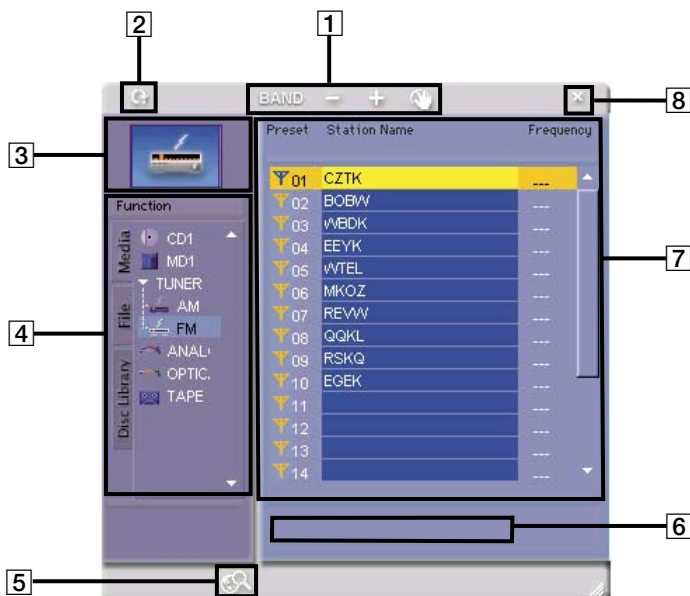 2
1
BAND - +
8
3
Preset Station Name Frequency
01 CZTK ---
Function
02 BOBW ---
Media
CD1
03 WBDK ---
MD1
04 EEYK ---
7
TUNER
05 WTEL ---
File
AM
06 MKOZ ---
4
FM
07 REVW ---
ANAL
08 QQKL ---
Disc Library
OPTIC.
09 RSKQ ---
TAPE
10 EGEK ---
11 ---
12 ---
13 ---
14 ---
6
5